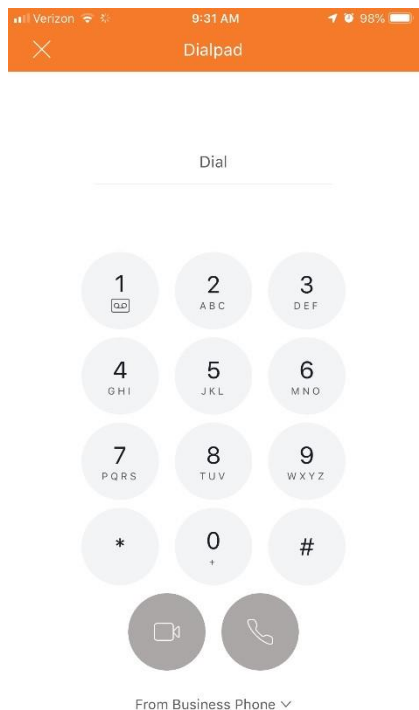 Verizon 9:31 AM 98%
Dialpad
Dial
1 2 3
ABC DEF
4 5 6
GHI JKL MNO
7 8 9
PQRS TUV WXYZ
* 0 #
+
From Business Phone